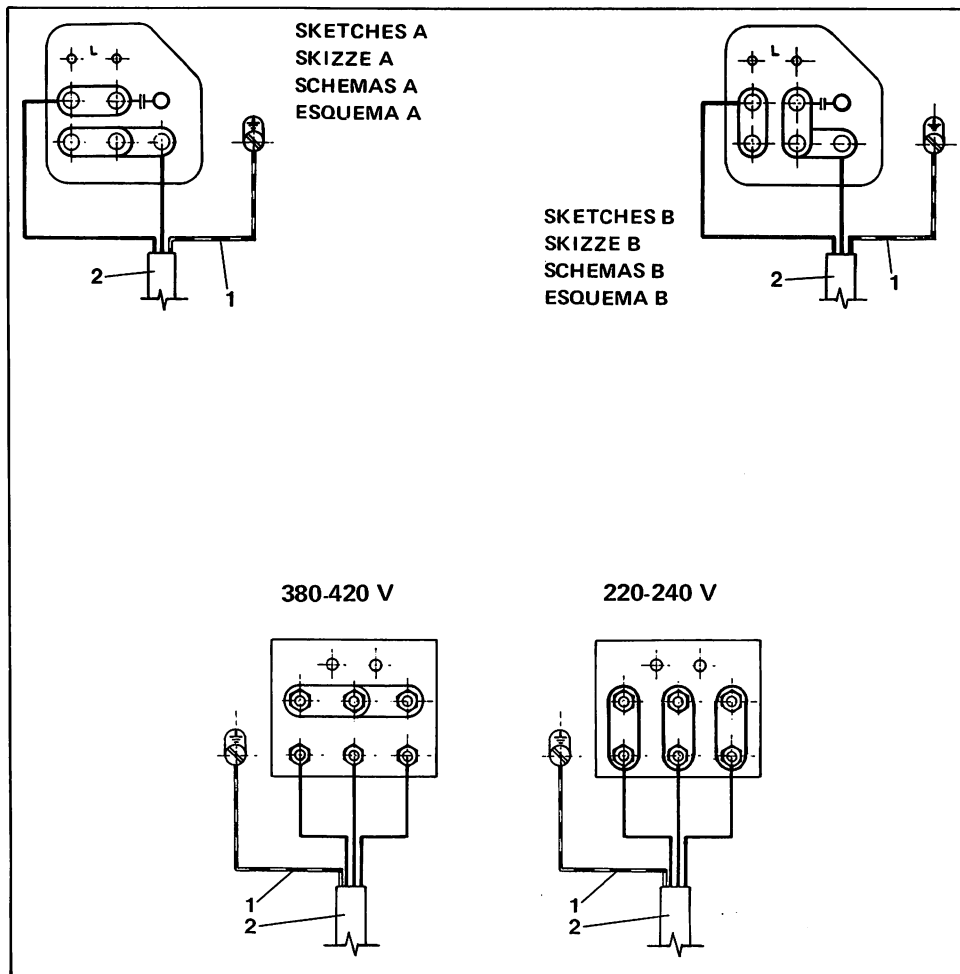 SKETCHES A
SKIZZE A
SCHEMAS A
ESQUEMA A
L
2
1
L
SKETCHES B
SKIZZE B
SCHEMAS B
ESQUEMA B
2
1
380-420 V
220-240 V
1
2
1
2